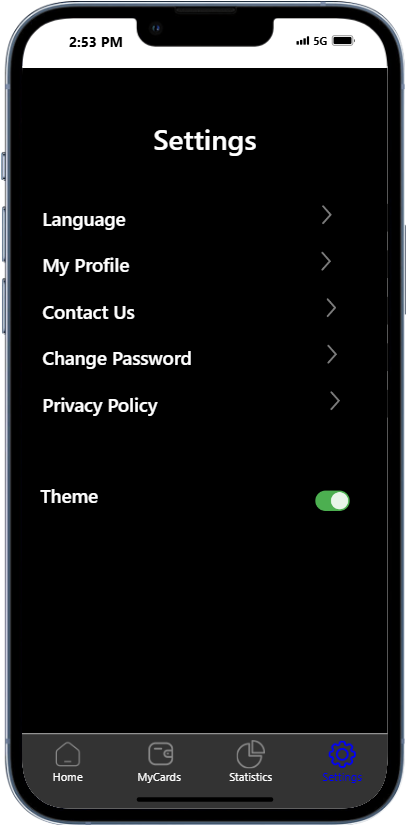 2:53 PM 5G
Settings
Language
My Profile
Contact Us
Change Password
Privacy Policy
Theme
Home MyCards Statistics Settings